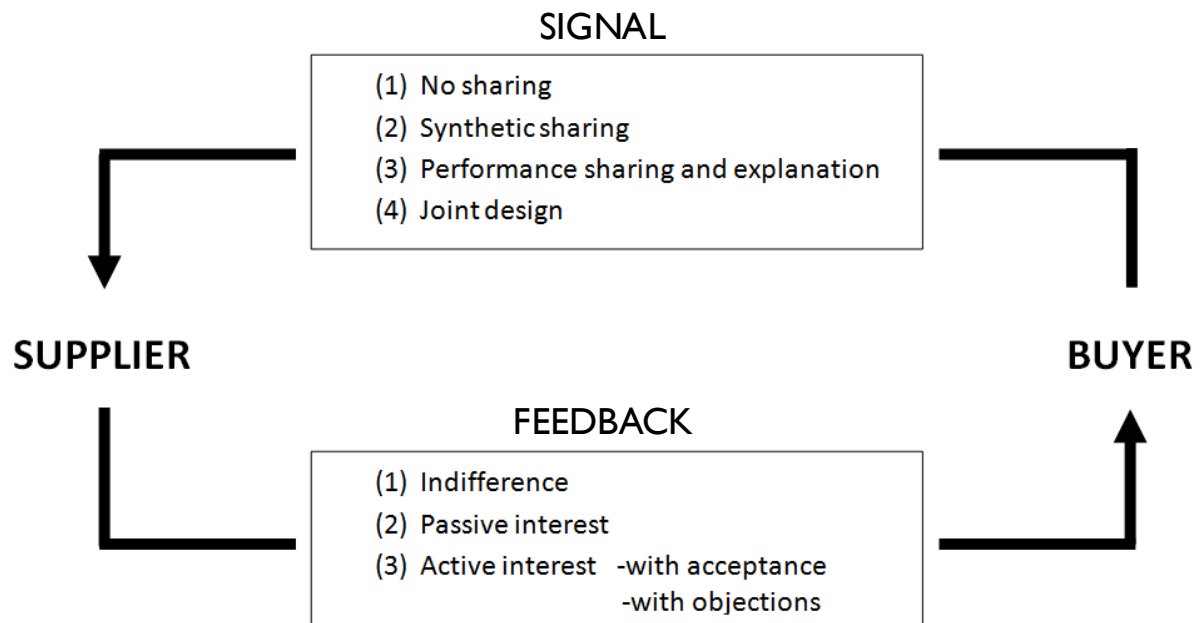 SIGNAL
(1) No sharing
(2) Synthetic sharing
(3) Performance sharing and explanation
(4) Joint design
SUPPLIER
BUYER
FEEDBACK
(1) Indifference
(2) Passive interest
(3) Active interest -with acceptance
-with objections